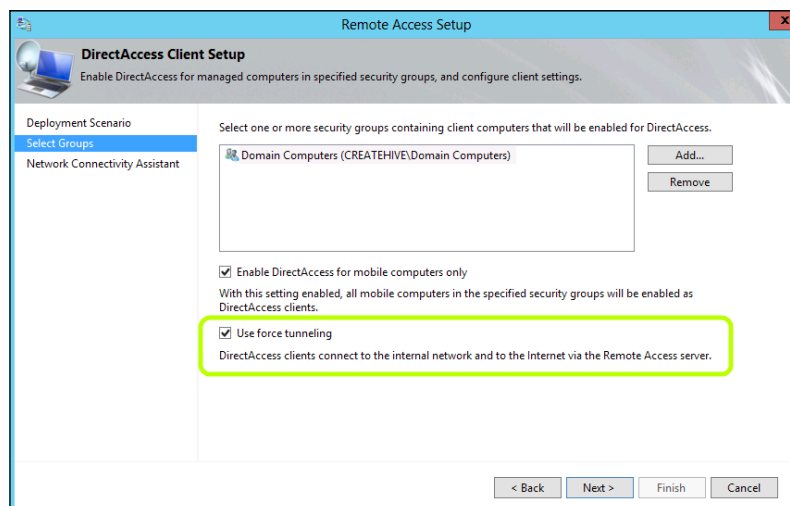 Remote Access Setup
x
DirectAccess Client Setup
Enable DirectAccess for managed computers in specified security groups, and configure client settings.
Deployment Scenario
Select Groups
Network Connectivity Assistant
Select one or more security groups containing client computers that will be enabled for DirectAccess.
Domain Computers (CREATEHIVE\Domain Computers)
Add...
Remove
Enable DirectAccess for mobile computers only
With this setting enabled, all mobile computers in the specified security groups will be enabled as
DirectAccess clients.
Use force tunneling
DirectAccess clients connect to the internal network and to the Internet via the Remote Access server.
< Back
Next >
Finish
Cancel